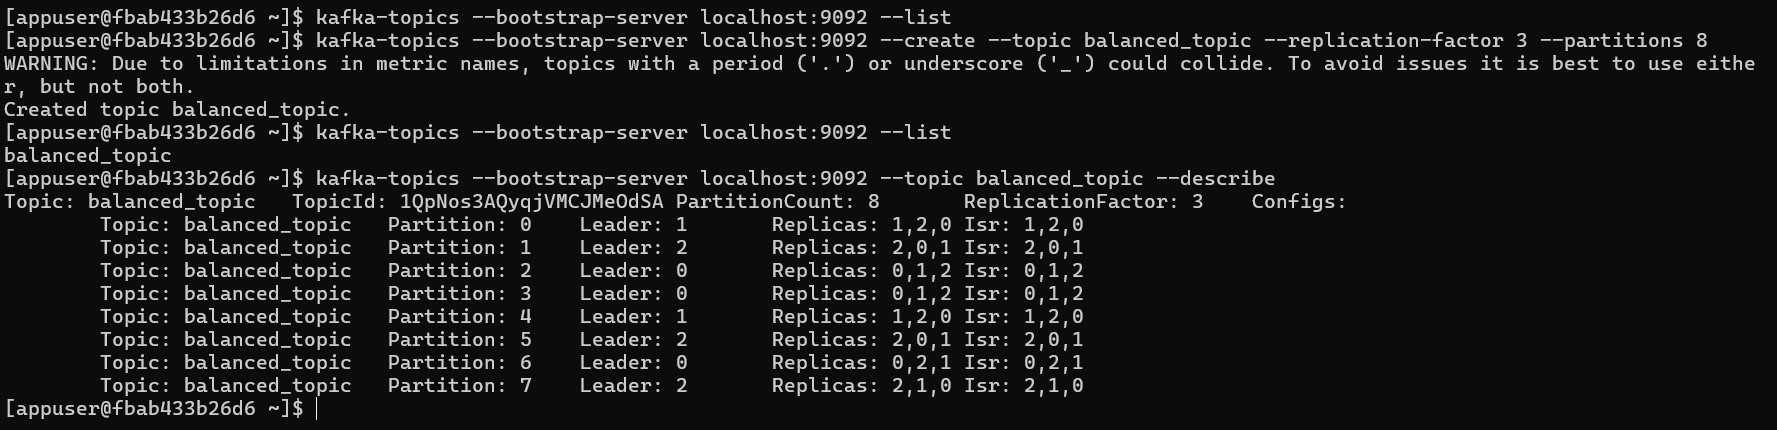 [appuser@fbab433b26d6 ~]$ kafka-topics --bootstrap-server localhost:9092 --list
[appuser@fbab433b26d6 ~]$ kafka-topics --bootstrap-server localhost:9092 --create --topic balanced_topic --replication-factor 3 --partitions 8
WARNING: Due to limitations in metric names, topics with a period ('.') or underscore ('_') could collide. To avoid issues it is best to use eithe
r, but not both.
Created topic balanced_topic.
[appuser@fbab433b26d6 ~]$ kafka-topics --bootstrap-server localhost:9092 --list
balanced_topic
[appuser@fbab433b26d6 ~]$ kafka-topics --bootstrap-server localhost:9092 --topic balanced_topic --describe
Topic: balanced_topic   TopicId: 1QpNos3AQyqjVMCJMeOdSA PartitionCount: 8       ReplicationFactor: 3    Configs:
        Topic: balanced_topic   Partition: 0    Leader: 1       Replicas: 1,2,0 Isr: 1,2,0
        Topic: balanced_topic   Partition: 1    Leader: 2       Replicas: 2,0,1 Isr: 2,0,1
        Topic: balanced_topic   Partition: 2    Leader: 0       Replicas: 0,1,2 Isr: 0,1,2
        Topic: balanced_topic   Partition: 3    Leader: 0       Replicas: 0,1,2 Isr: 0,1,2
        Topic: balanced_topic   Partition: 4    Leader: 1       Replicas: 1,2,0 Isr: 1,2,0
        Topic: balanced_topic   Partition: 5    Leader: 2       Replicas: 2,0,1 Isr: 2,0,1
        Topic: balanced_topic   Partition: 6    Leader: 0       Replicas: 0,2,1 Isr: 0,2,1
        Topic: balanced_topic   Partition: 7    Leader: 2       Replicas: 2,1,0 Isr: 2,1,0
[appuser@fbab433b26d6 ~]$